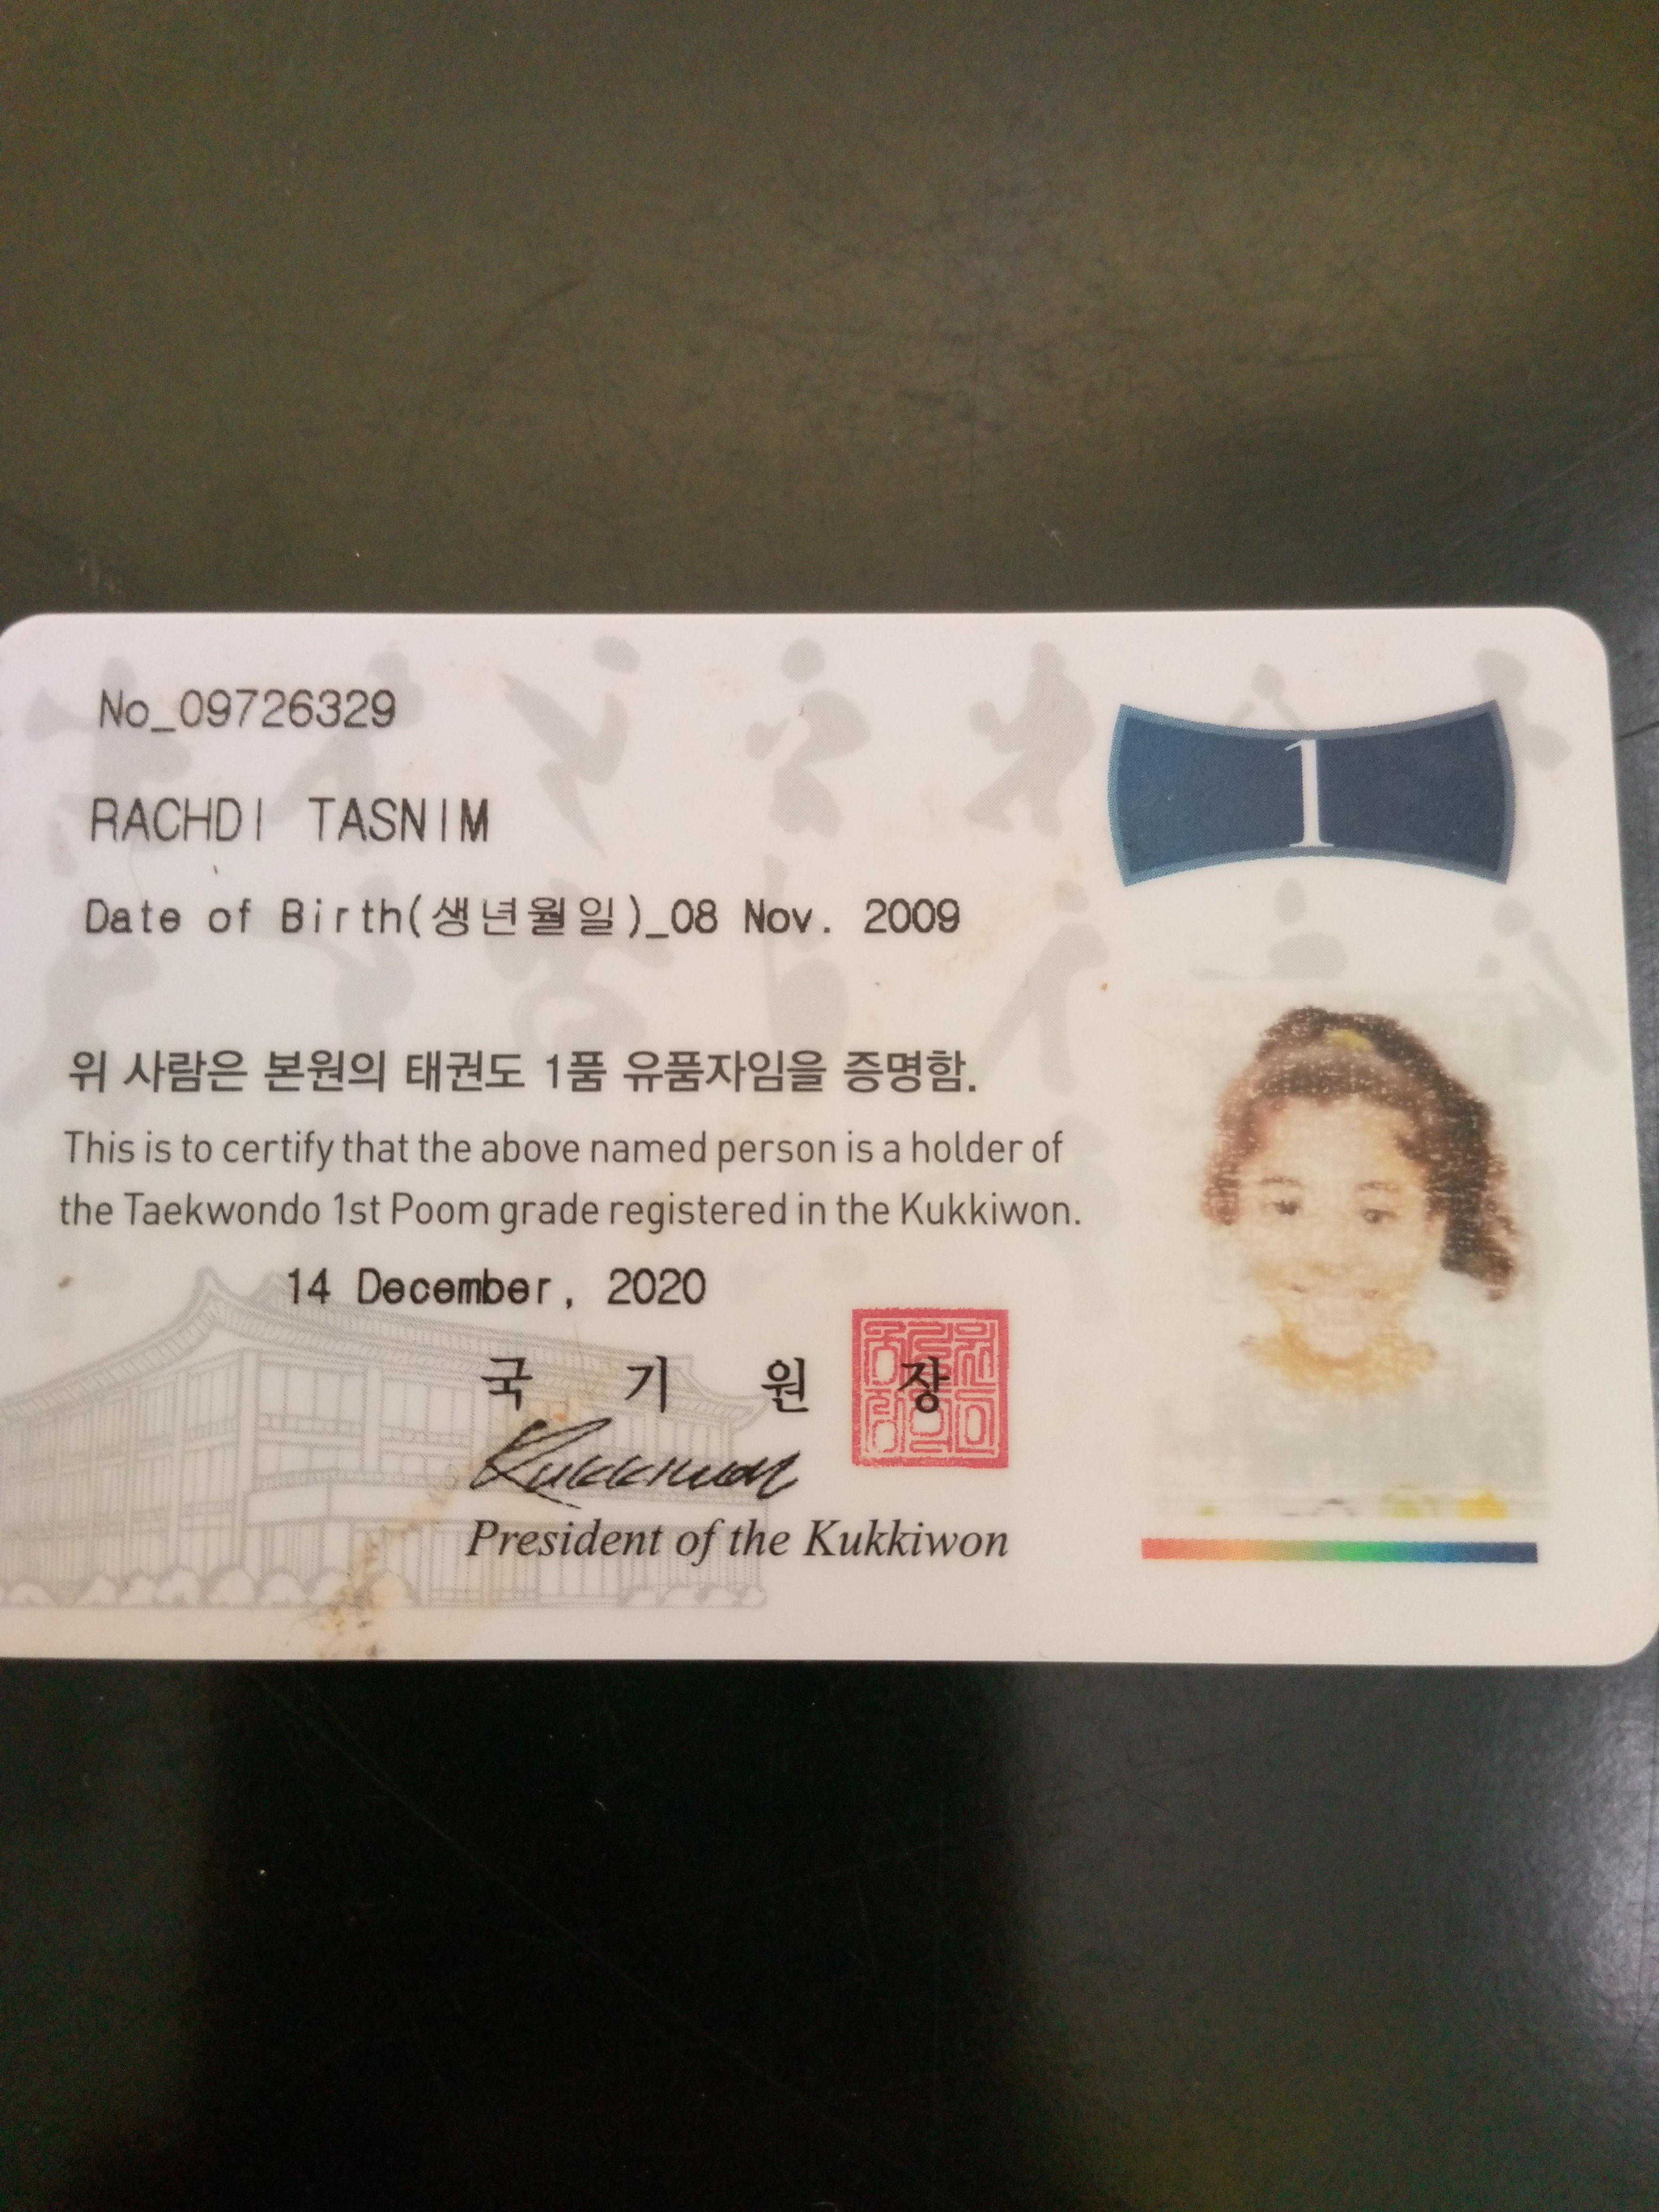 No_09726329
1
RACHDI TASNIM
Date of Birth(생년월일)_08 Nov. 2009
위 사람은 본원의 태권도 1품 유품자임을 증명함.
This is to certify that the above named person is a holder of
the Taekwondo 1st Poom grade registered in the Kukkiwon.
14 December, 2020
국 기 원 장
Kukkiwon
President of the Kukkiwon